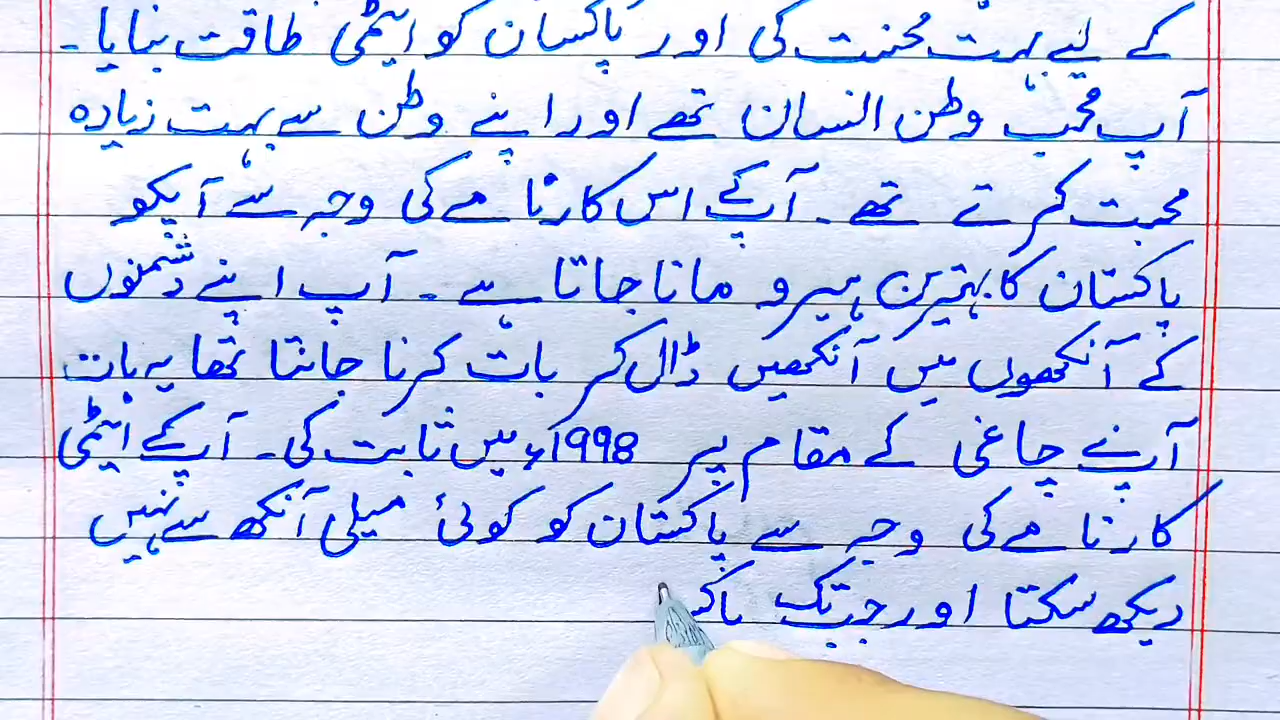 کے لیے بہت محنت کی اور پاکستان کو ایٹمی طاقت بنایا۔
آپ محب وطن انسان تھے اور اپنے وطن سے بہت زیادہ
محبت کرتے تھے۔ آپکے اس کارنامے کی وجہ سے آپکو
پاکستان کا بہترین ہیرو مانا جاتا ہے۔ آپ اپنے دشمنوں
کے آنکھوں میں آنکھیں ڈال کر بات کرنا جانتا تھا یہ بات
آپنے چاغی کے مقام پر 1998ء میں ثابت کی۔ آپکے ایٹمی
کارنامے کی وجہ سے پاکستان کو کوئی میلی آنکھ سے نہیں
دیکھ سکتا اور جب تک